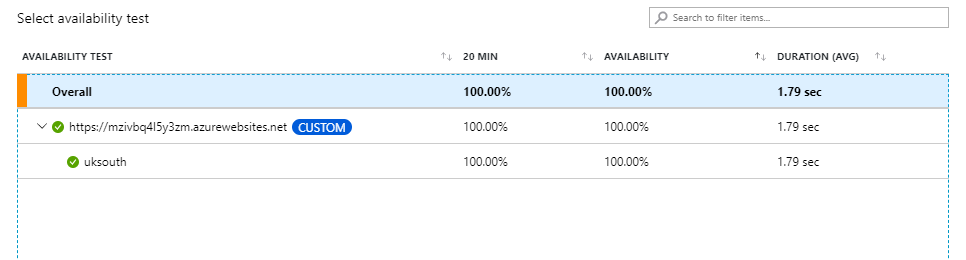 Select availability test
Search to filter items...
AVAILABILITY TEST 20 MIN AVAILABILITY DURATION (AVG)
Overall 100.00% 100.00% 1.79 sec
https://mzivbq4l5y3zm.azurewebsites.net CUSTOM 100.00% 100.00% 1.79 sec
uksouth 100.00% 100.00% 1.79 sec